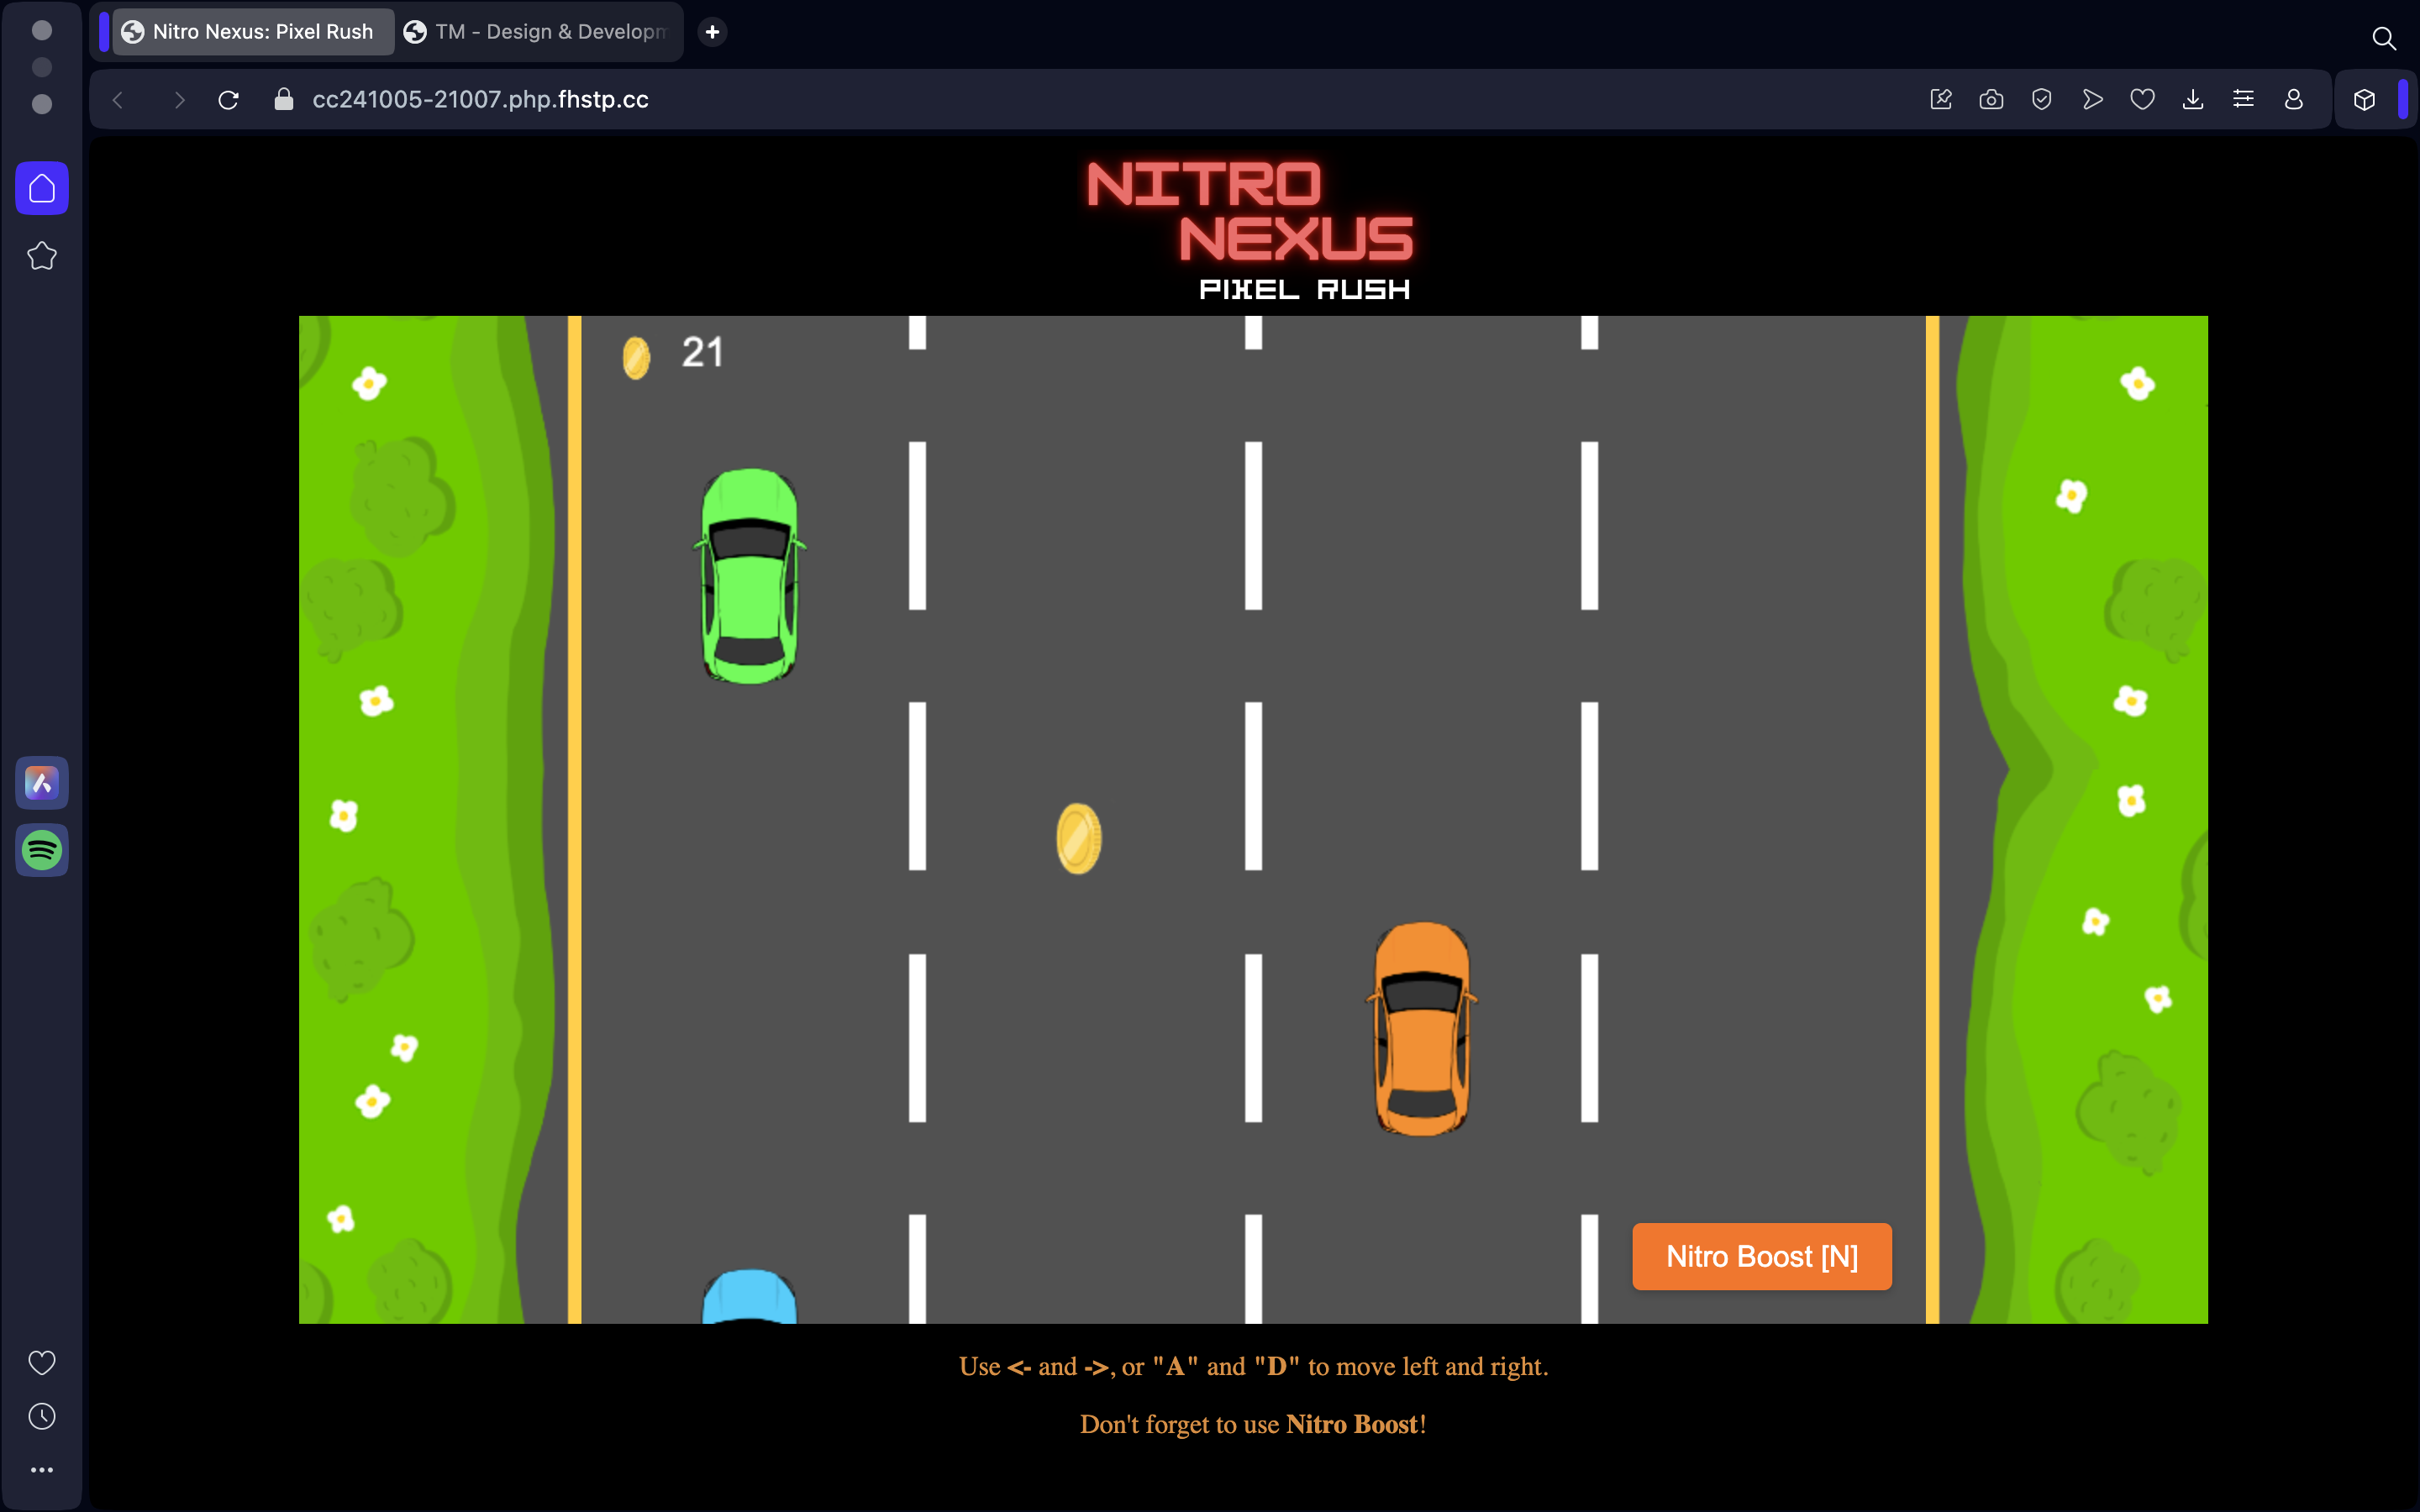 Nitro Nexus: Pixel Rush
TM - Design & Developm
cc241005-21007.php.fhstp.cc
NITRO
NEXUS
PIXEL RUSH
21
Nitro Boost [N]
Use <- and ->, or "A" and "D" to move left and right.
Don't forget to use Nitro Boost!